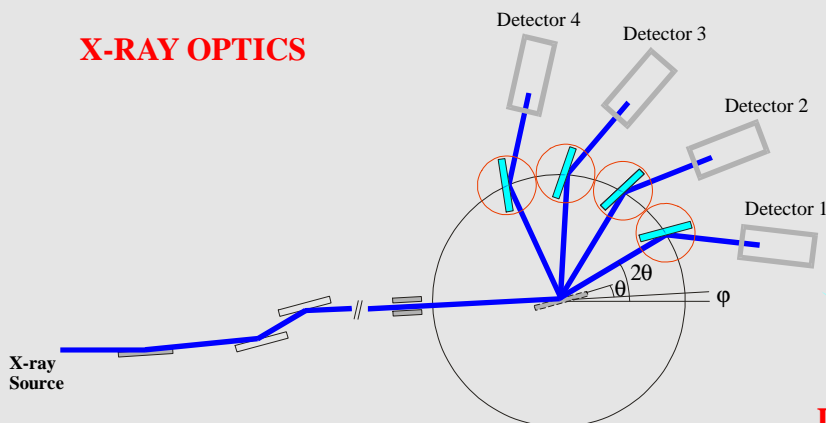 Detector 4
X-RAY OPTICS
Detector 3
Detector 2
Detector 1
2θ
θ
φ
//
X-ray
Source